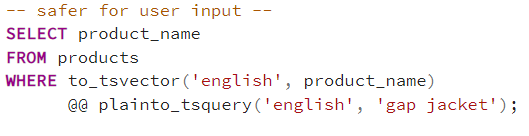 -- safer for user input --
SELECT product_name
FROM products
WHERE to_tsvector('english', product_name)
      @@ plainto_tsquery('english', 'gap jacket');